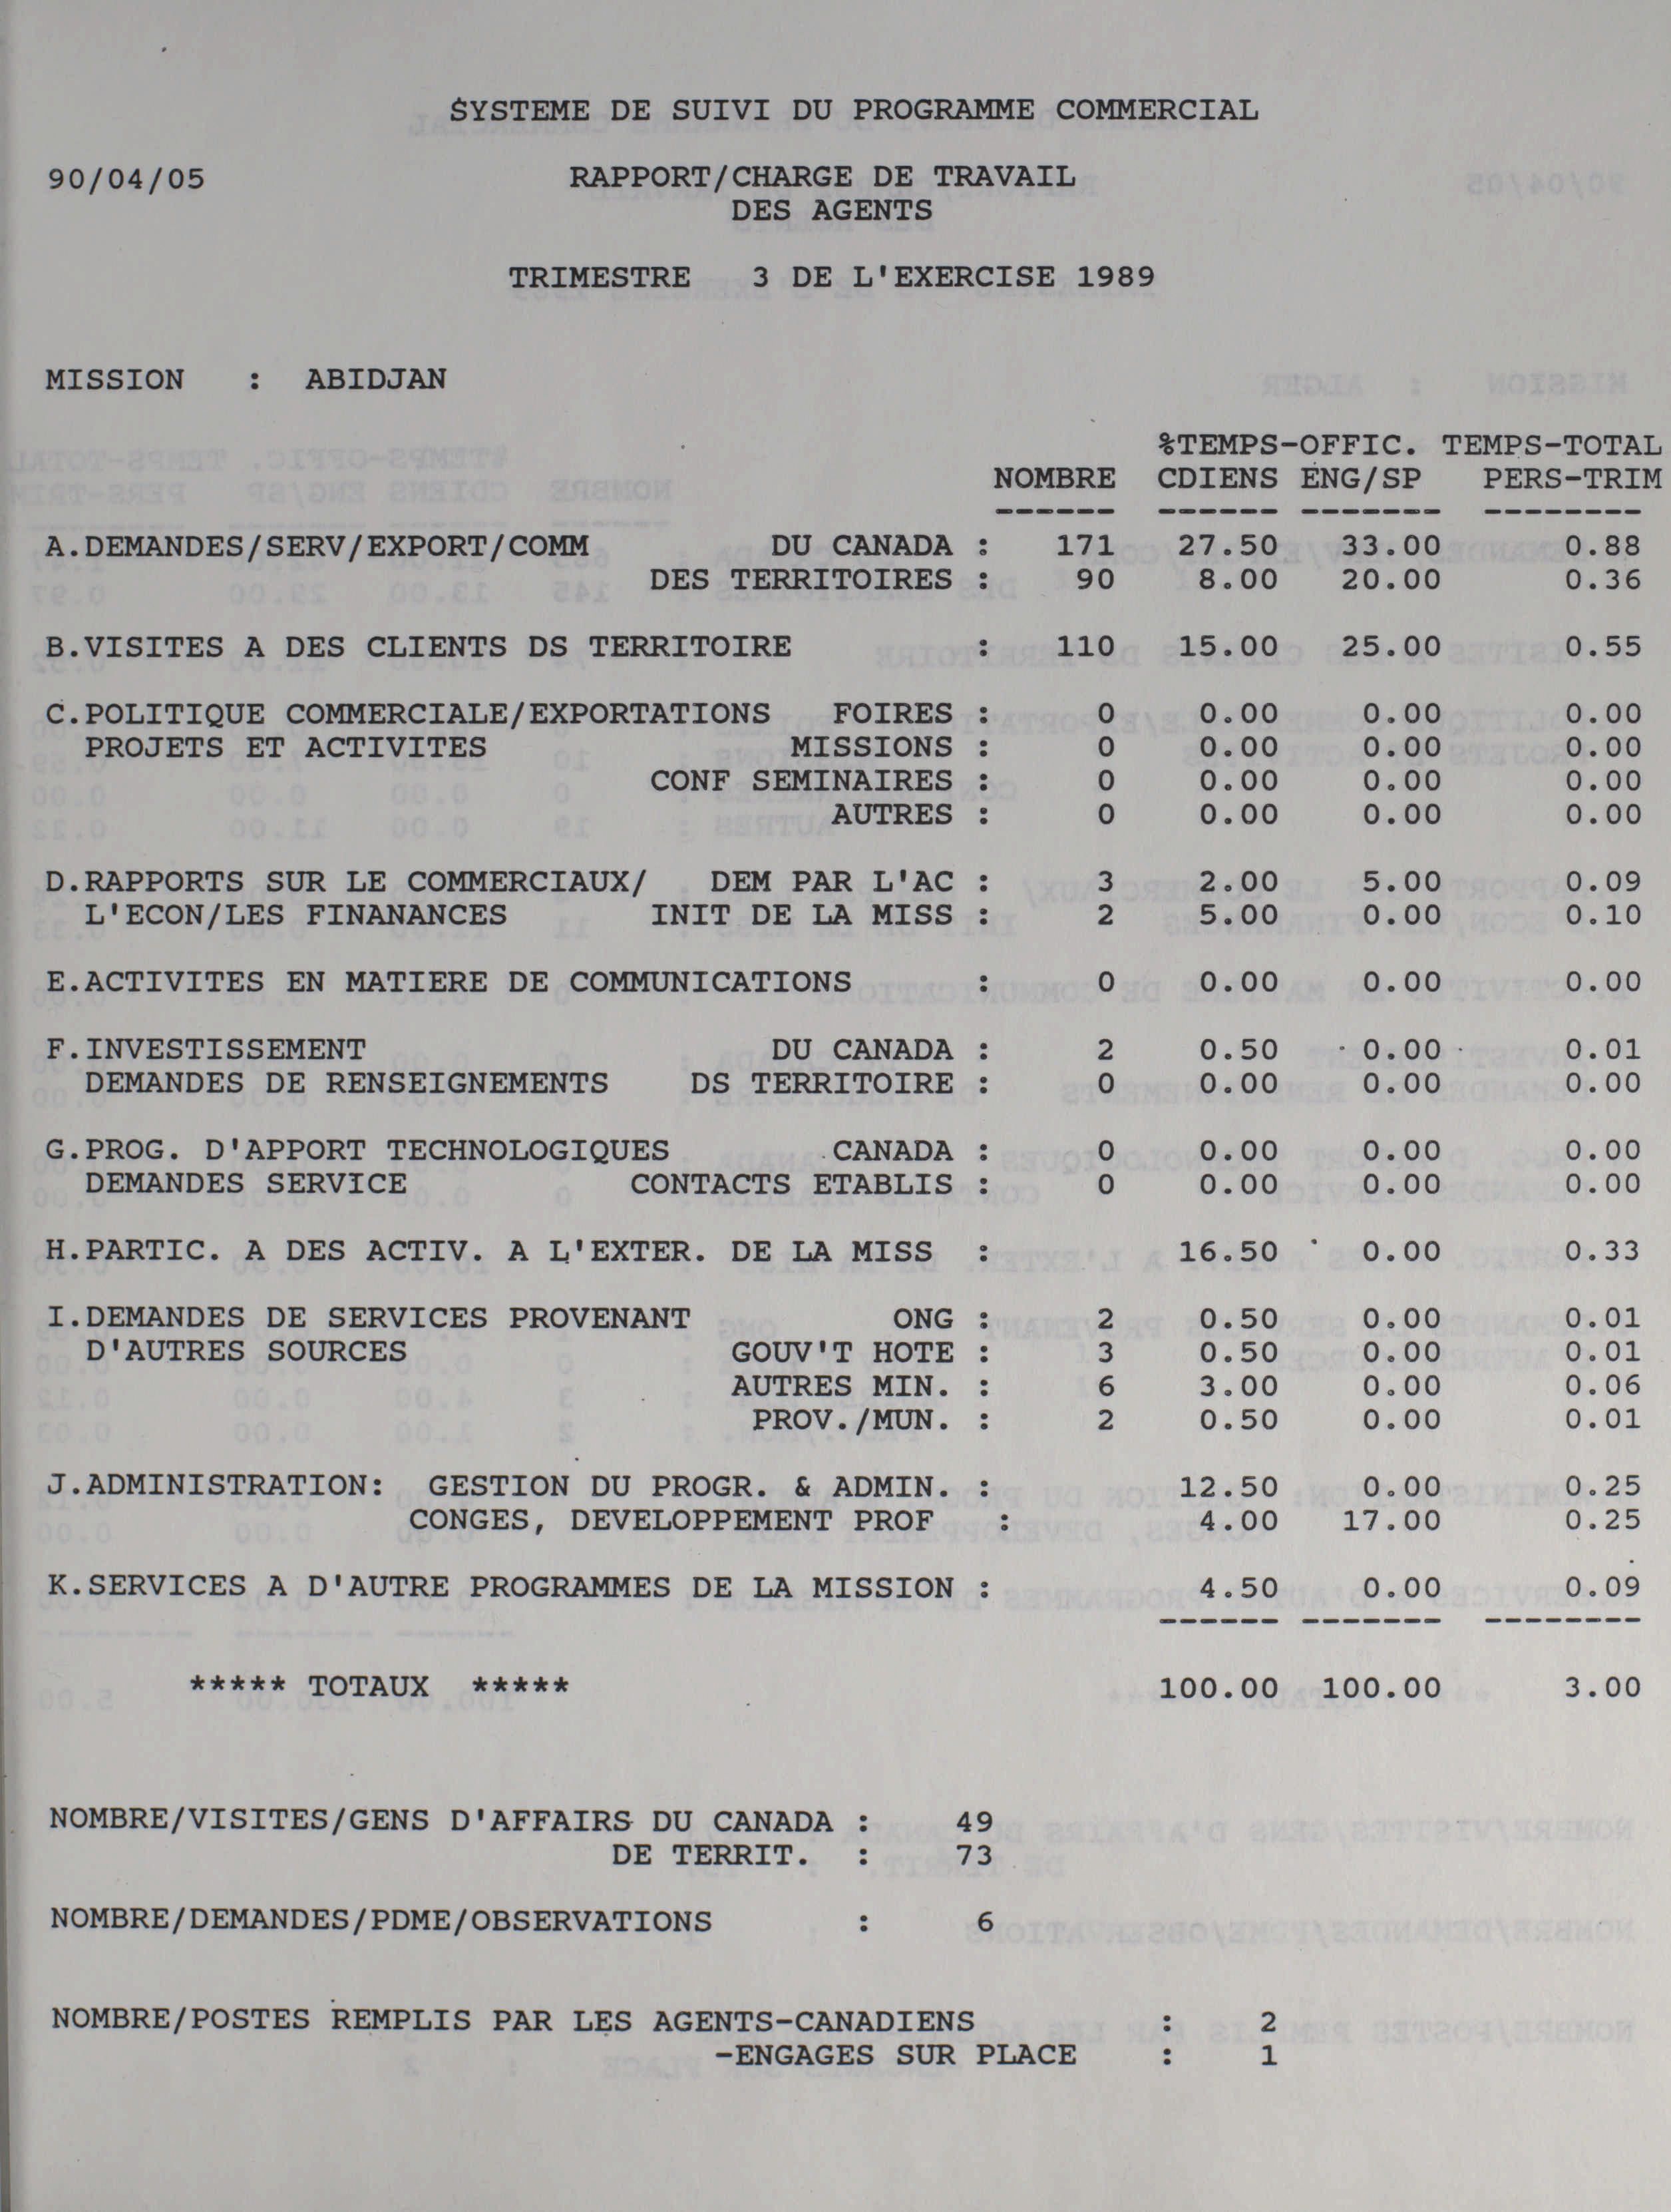 SYSTEME DE SUIVI DU PROGRAMME COMMERCIAL
90/04/05 RAPPORT/CHARGE DE TRAVAIL
DES AGENTS
TRIMESTRE 3 DE L'EXERCISE 1989
MISSION : ABIDJAN
%TEMPS-OFFIC. TEMPS-TOTAL
NOMBRE CDIENS ENG/SP PERS-TRIM
------ ------ ------- --------
A.DEMANDES/SERV/EXPORT/COMM DU CANADA : 171 27.50 33.00 0.88
DES TERRITOIRES : 90 8.00 20.00 0.36
B.VISITES A DES CLIENTS DS TERRITOIRE : 110 15.00 25.00 0.55
C.POLITIQUE COMMERCIALE/EXPORTATIONS FOIRES : 0 0.00 0.00 0.00
PROJETS ET ACTIVITES MISSIONS : 0 0.00 0.00 0.00
CONF SEMINAIRES : 0 0.00 0.00 0.00
AUTRES : 0 0.00 0.00 0.00
D.RAPPORTS SUR LE COMMERCIAUX/ DEM PAR L'AC : 3 2.00 5.00 0.09
L'ECON/LES FINANANCES INIT DE LA MISS : 2 5.00 0.00 0.10
E.ACTIVITES EN MATIERE DE COMMUNICATIONS : 0 0.00 0.00 0.00
F.INVESTISSEMENT DU CANADA : 2 0.50 0.00 0.01
DEMANDES DE RENSEIGNEMENTS DS TERRITOIRE : 0 0.00 0.00 0.00
G.PROG. D'APPORT TECHNOLOGIQUES CANADA : 0 0.00 0.00 0.00
DEMANDES SERVICE CONTACTS ETABLIS : 0 0.00 0.00 0.00
H.PARTIC. A DES ACTIV. A L'EXTER. DE LA MISS : 16.50 0.00 0.33
I.DEMANDES DE SERVICES PROVENANT ONG : 2 0.50 0.00 0.01
D'AUTRES SOURCES GOUV'T HOTE : 3 0.50 0.00 0.01
AUTRES MIN. : 6 3.00 0.00 0.06
PROV./MUN. : 2 0.50 0.00 0.01
J.ADMINISTRATION: GESTION DU PROGR. & ADMIN. : 12.50 0.00 0.25
CONGES, DEVELOPPEMENT PROF : 4.00 17.00 0.25
K.SERVICES A D'AUTRE PROGRAMMES DE LA MISSION : 4.50 0.00 0.09
------ ------- --------
***** TOTAUX ***** 100.00 100.00 3.00
NOMBRE/VISITES/GENS D'AFFAIRS DU CANADA : 49
DE TERRIT. : 73
NOMBRE/DEMANDES/PDME/OBSERVATIONS : 6
NOMBRE/POSTES REMPLIS PAR LES AGENTS-CANADIENS : 2
-ENGAGES SUR PLACE : 1